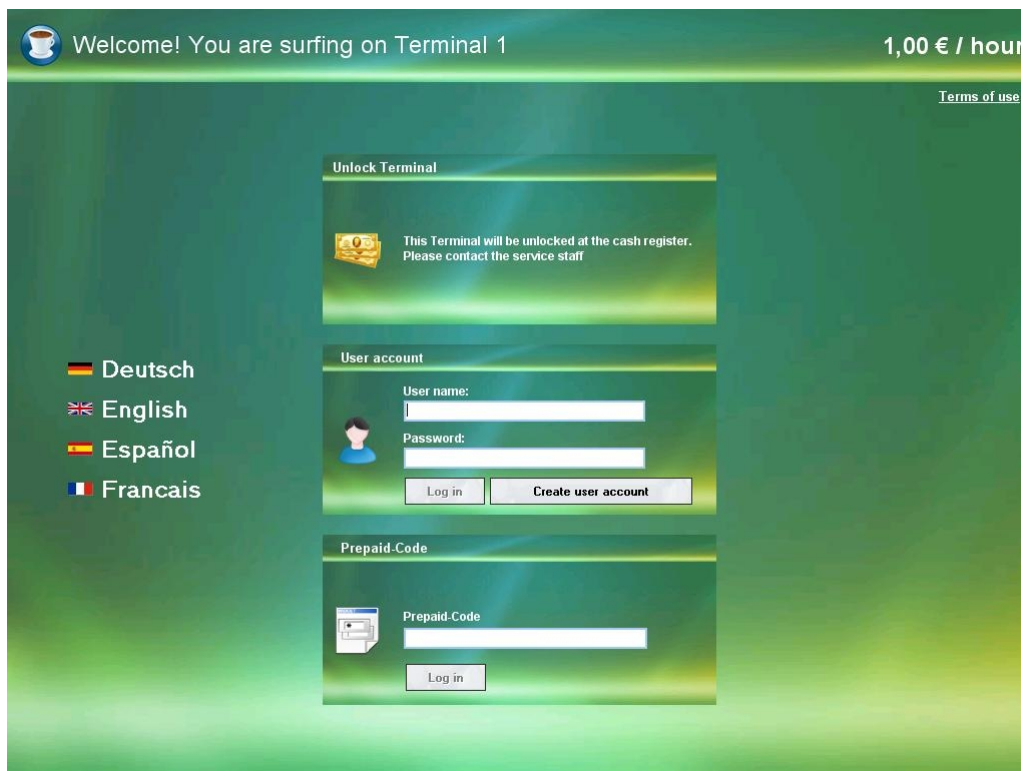 Welcome! You are surfing on Terminal 1
1,00 € / hour
Terms of use
Unlock Terminal
This Terminal will be unlocked at the cash register.
Please contact the service staff
Deutsch
English
Español
Francais
User account
User name:
Password:
Log in
Create user account
Prepaid-Code
Prepaid-Code
Log in